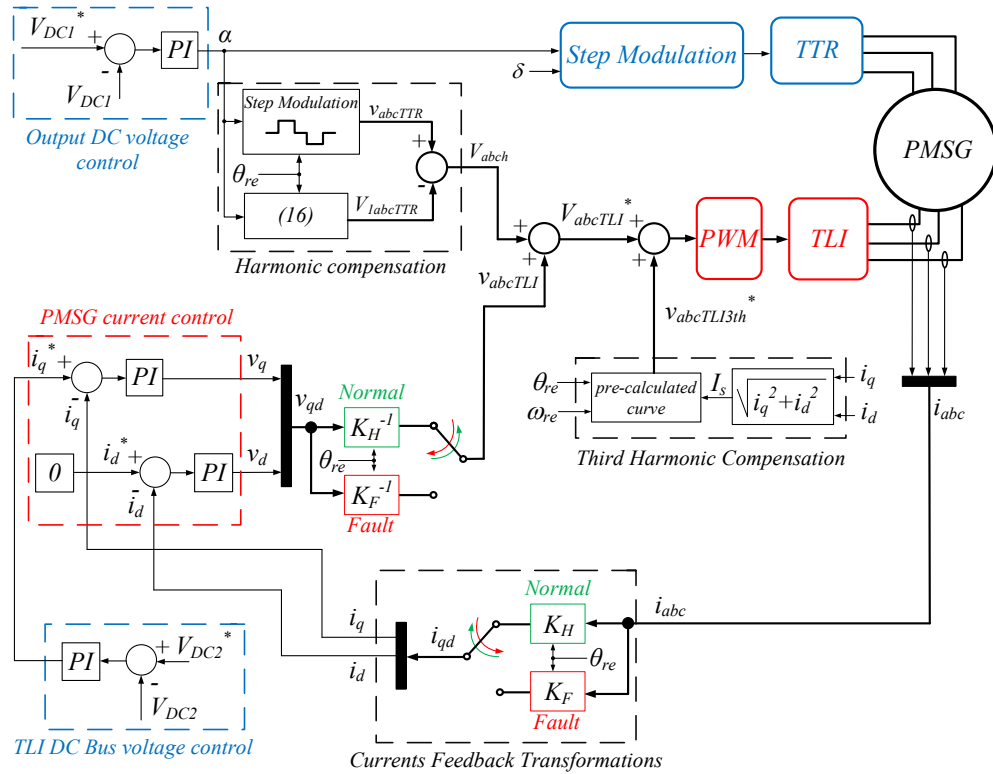 V_DC1^* +
-
V_DC1
PI
α
Output DC voltage
control
Step Modulation
δ
TTR
PMSG
Step Modulation
v_abcTTR
+
-
θ_re
(16)
V_1abcTTR
V_abch
Harmonic compensation
+
+
V_abcTLI^* +
+
v_abcTLI
PWM
TLI
v_abcTLI3th^*
θ_re
ω_re
pre-calculated
curve
I_s
√i_q^2+i_d^2
i_q
i_d
i_abc
Third Harmonic Compensation
PMSG current control
i_q^* +
-
i_q
PI
v_q
0
i_d^* +
-
i_d
PI
v_d
v_qd
Normal
K_H^-1
θ_re
K_F^-1
Fault
i_q
i_d
i_qd
Normal
K_H
θ_re
K_F
Fault
i_abc
Currents Feedback Transformations
PI
+ V_DC2^*
-
V_DC2
TLI DC Bus voltage control